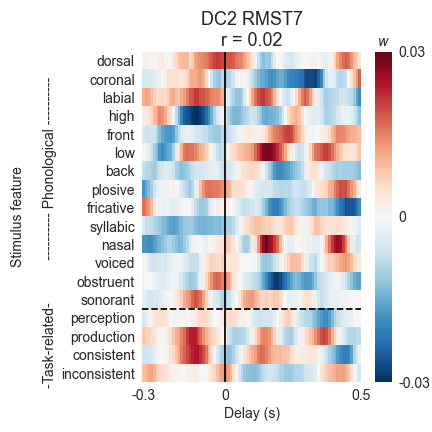 DC2 RMST7
r = 0.02
w
Stimulus feature
-Task-related- ---------- Phonological ----------
dorsal
coronal
labial
high
front
low
back
plosive
fricative
syllabic
nasal
voiced
obstruent
sonorant
perception
production
consistent
inconsistent
0.03
0
-0.03
-0.3 0 0.5
Delay (s)